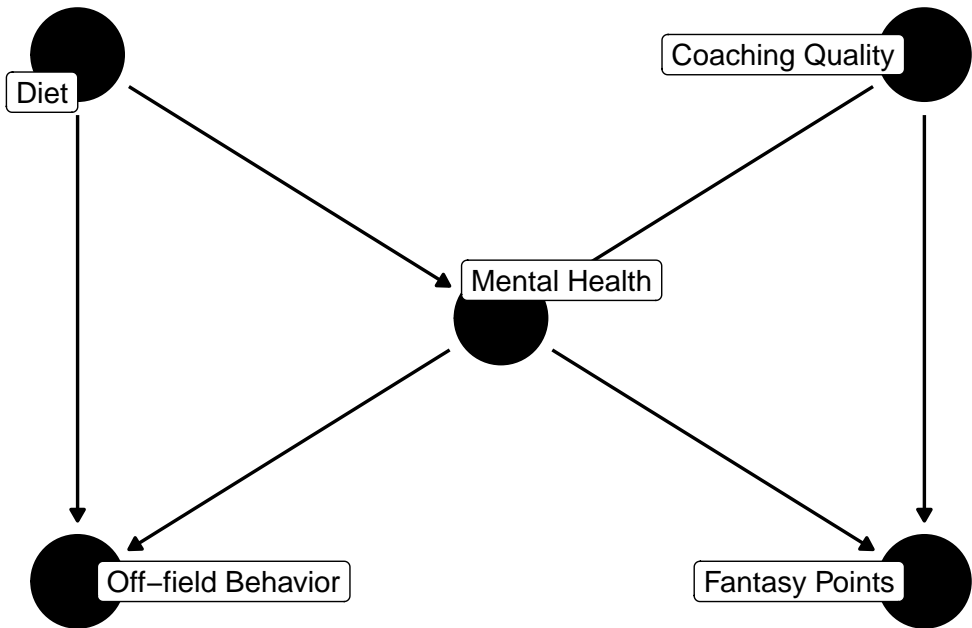 Coaching Quality
Diet
Mental Health
Off−field Behavior
Fantasy Points